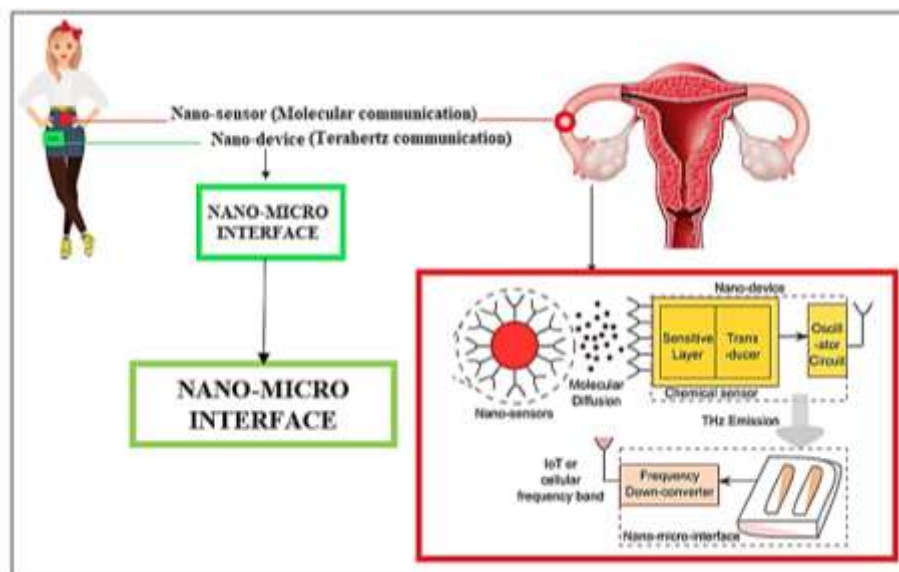 Nano-sensor (Molecular communication)
Nano-device (Terahertz communication)
NANO-MICRO
INTERFACE
NANO-MICRO
INTERFACE
Nano-device
Sensitive
Layer
Trans
-ducer
Oscill
-ator
Circuit
Molecular
Diffusion
Chemical sensor
Nano-sensors
THz Emission
IoT or
cellular
frequency band
Frequency
Down-converter
Nano-micro-interface